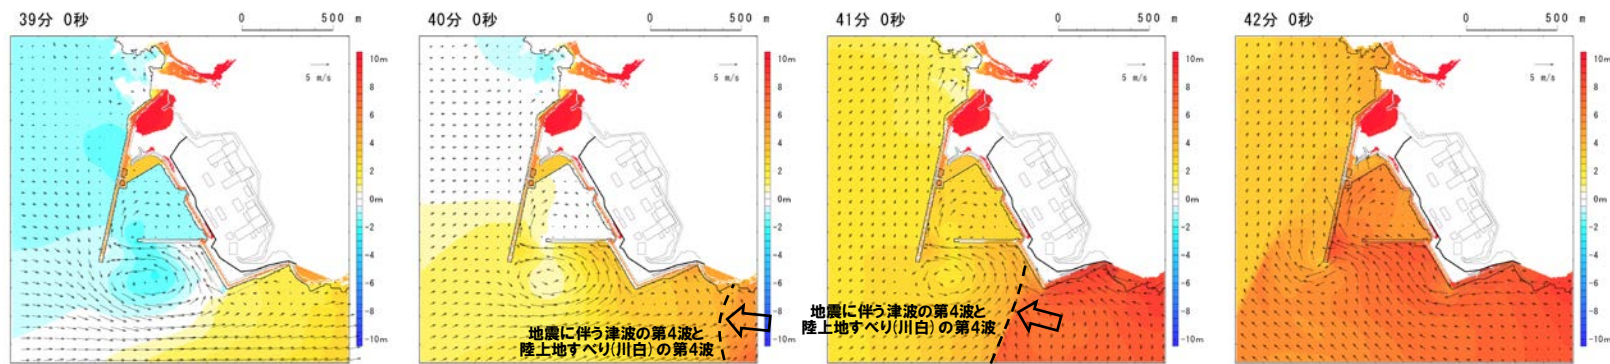 39分 0秒
0 500 m
5 m/s
10m
8
6
4
2
0m
-2
-4
-6
-8
-10m
40分 0秒
0 500 m
5 m/s
10m
8
6
4
2
0m
-2
-4
-6
-8
-10m
地震に伴う津波の第4波と
陸上地すべり(川白)の第4波
41分 0秒
0 500 m
5 m/s
10m
8
6
4
2
0m
-2
-4
-6
-8
-10m
地震に伴う津波の第4波と
陸上地すべり(川白)の第4波
42分 0秒
0 500 m
5 m/s
10m
8
6
4
2
0m
-2
-4
-6
-8
-10m